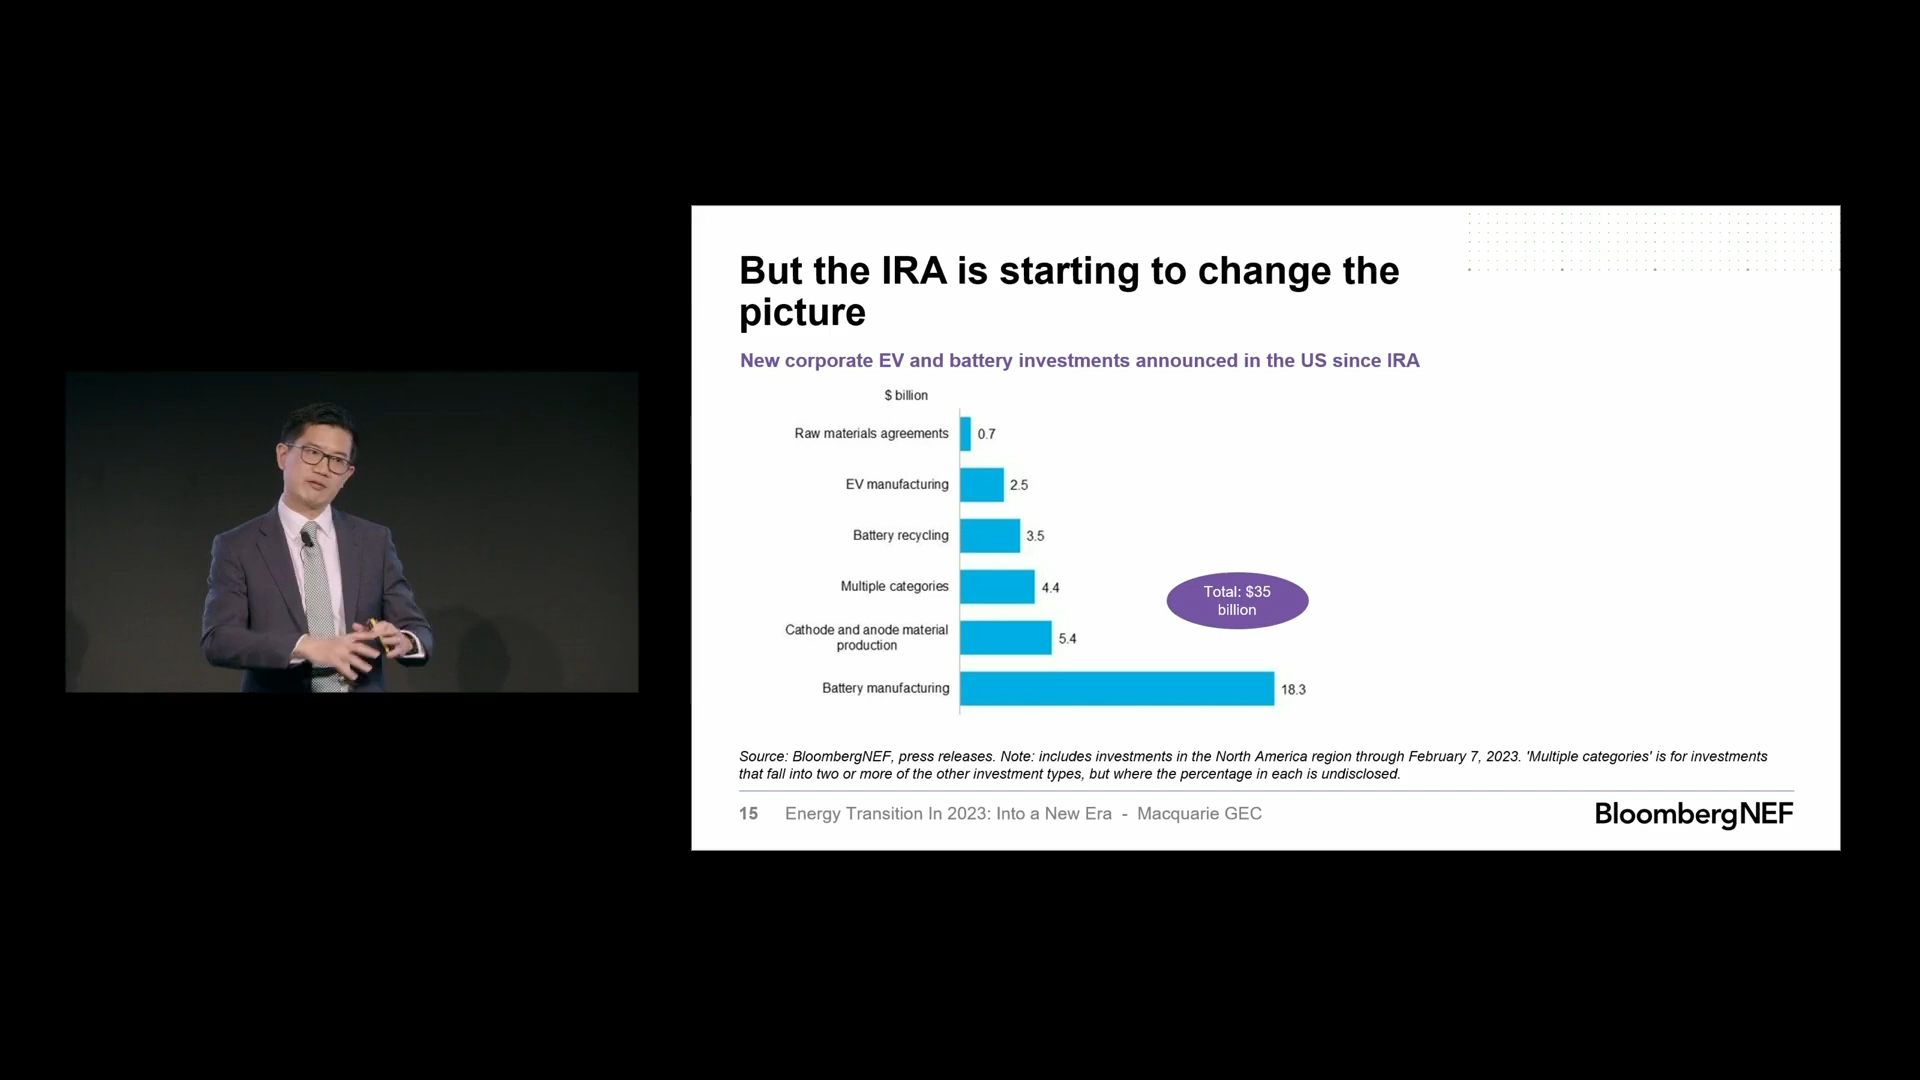 But the IRA is starting to change the
picture
New corporate EV and battery investments announced in the US since IRA
$ billion
Raw materials agreements 0.7
EV manufacturing 2.5
Battery recycling 3.5
Multiple categories 4.4
Cathode and anode material
production 5.4
Battery manufacturing 18.3
Total: $35
billion
Source: BloombergNEF, press releases. Note: includes investments in the North America region through February 7, 2023. 'Multiple categories' is for investments
that fall into two or more of the other investment types, but where the percentage in each is undisclosed.
15 Energy Transition In 2023: Into a New Era - Macquarie GEC
BloombergNEF